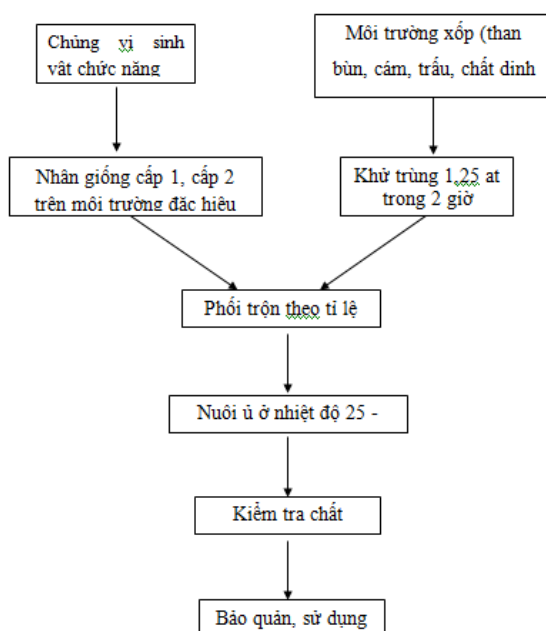 Chủng vi sinh
vật chức năng
Môi trường xốp (than
bùn, cám, trấu, chất dinh
Nhân giống cấp 1, cấp 2
trên môi trường đặc hiệu
Khử trùng 1,25 at
trong 2 giờ
Phối trộn theo tỉ lệ
Nuôi ủ ở nhiệt độ 25 -
Kiểm tra chất
Bảo quản, sử dụng